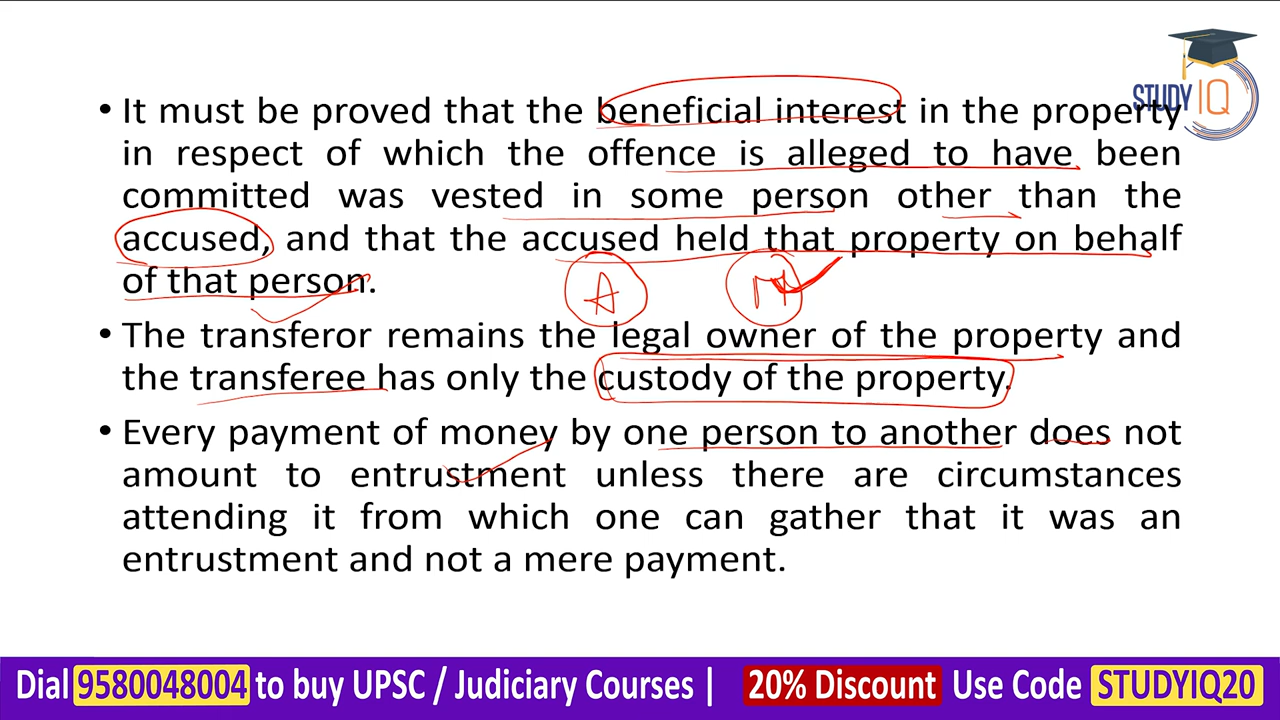 STUDY IQ
• It must be proved that the beneficial interest in the property
in respect of which the offence is alleged to have been
committed was vested in some person other than the
accused, and that the accused held that property on behalf
of that person.
A M
• The transferor remains the legal owner of the property and
the transferee has only the custody of the property.
• Every payment of money by one person to another does not
amount to entrustment unless there are circumstances
attending it from which one can gather that it was an
entrustment and not a mere payment.
Dial 9580048004 to buy UPSC / Judiciary Courses | 20% Discount Use Code STUDYIQ20